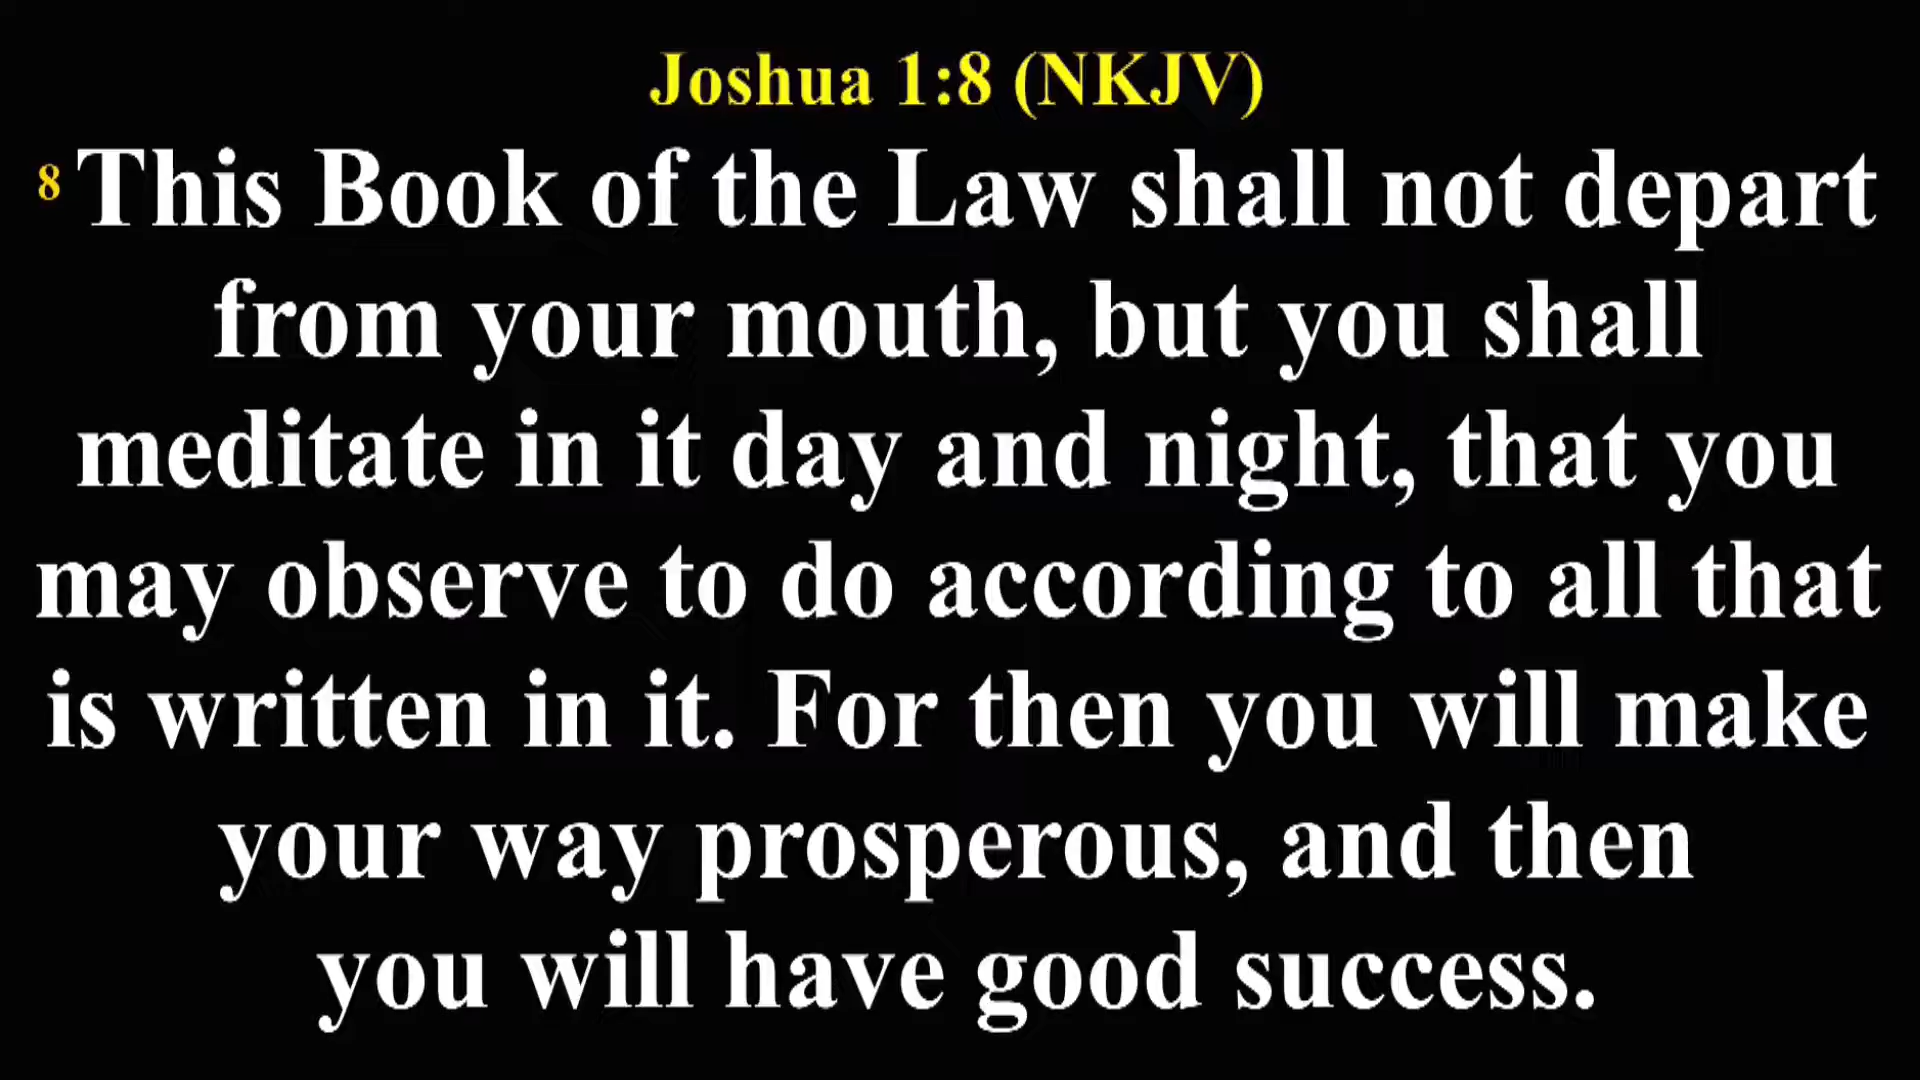 Joshua 1:8 (NKJV)
8 This Book of the Law shall not depart
from your mouth, but you shall
meditate in it day and night, that you
may observe to do according to all that
is written in it. For then you will make
your way prosperous, and then
you will have good success.